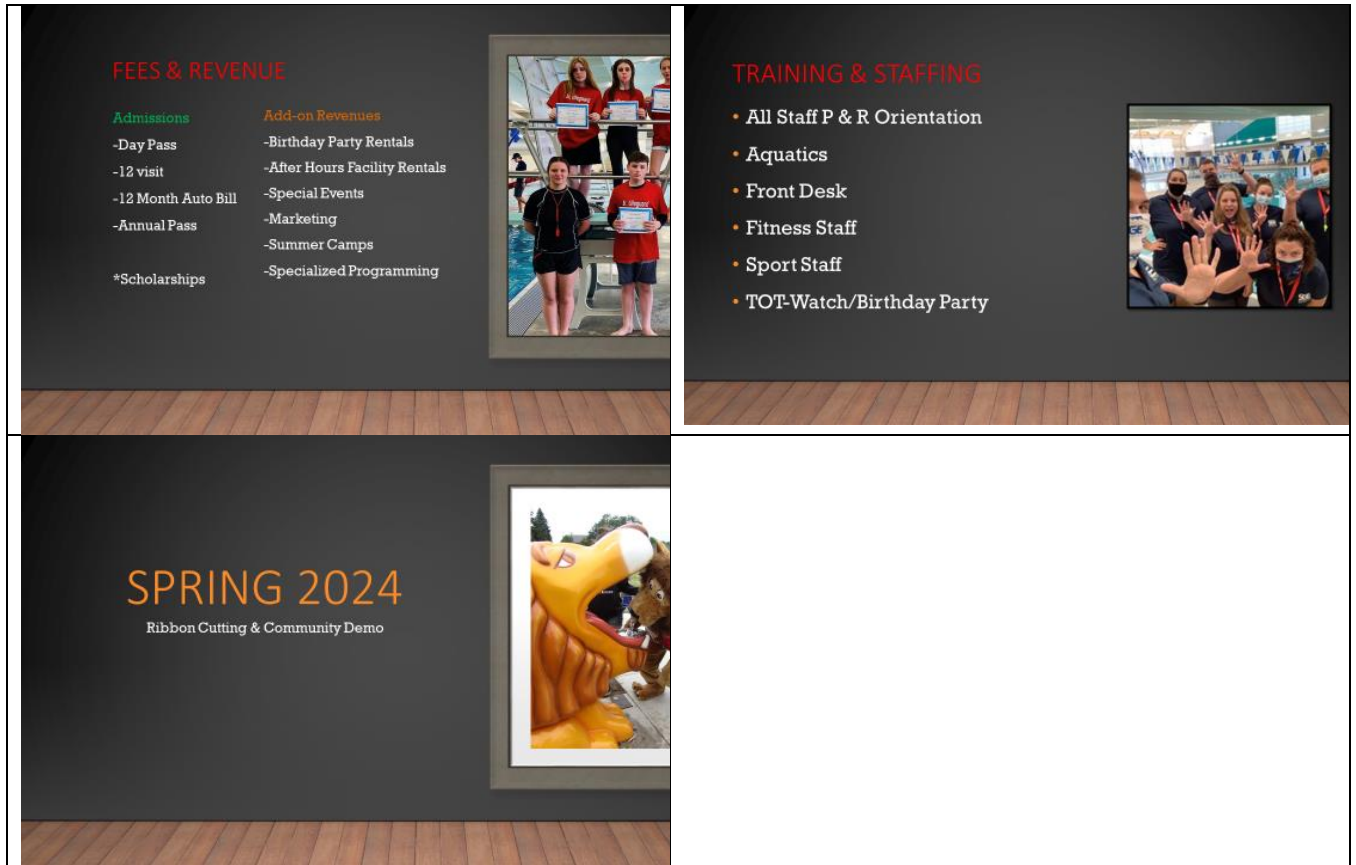 FEES & REVENUE
Admissions
-Day Pass
-12 visit
-12 Month Auto Bill
-Annual Pass
*Scholarships
Add-on Revenues
-Birthday Party Rentals
-After Hours Facility Rentals
-Special Events
-Marketing
-Summer Camps
-Specialized Programming
TRAINING & STAFFING
• All Staff P & R Orientation
• Aquatics
• Front Desk
• Fitness Staff
• Sport Staff
• TOT-Watch/Birthday Party
SPRING 2024
Ribbon Cutting & Community Demo